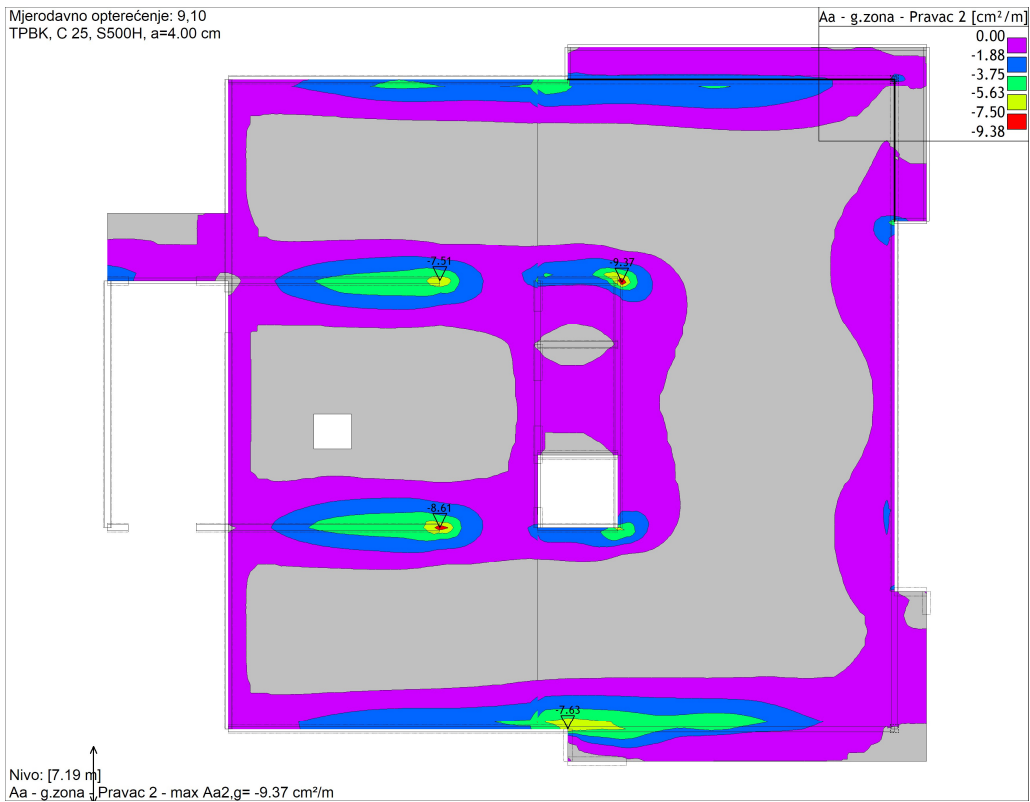 Mjerodavno opterećenje: 9,10
TPBK, C 25, S500H, a=4.00 cm
Aa - g.zona - Pravac 2 [cm²/m]
0.00
-1.88
-3.75
-5.63
-7.50
-9.38
-7.51
-9.37
-8.61
-7.63
Nivo: [7.19 m]
Aa - g.zona - Pravac 2 - max Aa2,g= -9.37 cm²/m